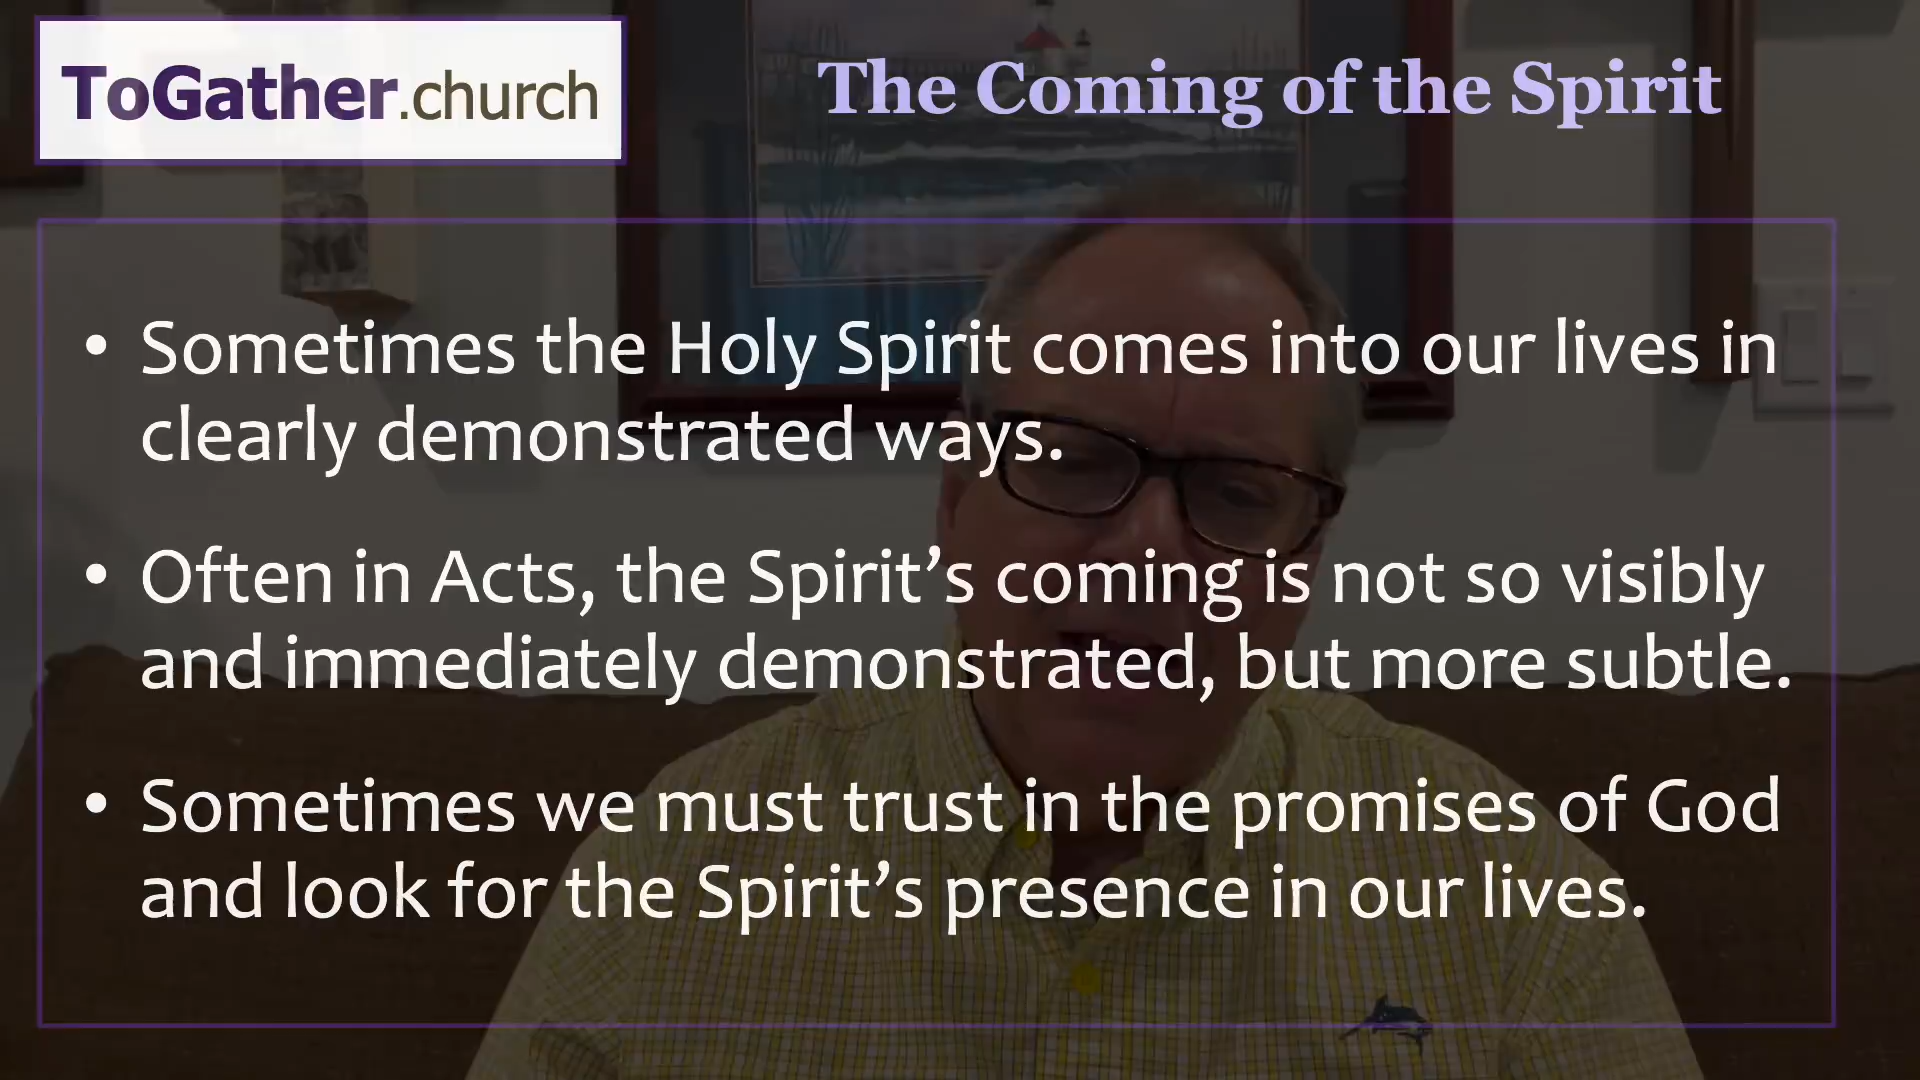 ToGather.church
The Coming of the Spirit
• Sometimes the Holy Spirit comes into our lives in
clearly demonstrated ways.
• Often in Acts, the Spirit’s coming is not so visibly
and immediately demonstrated, but more subtle.
• Sometimes we must trust in the promises of God
and look for the Spirit’s presence in our lives.